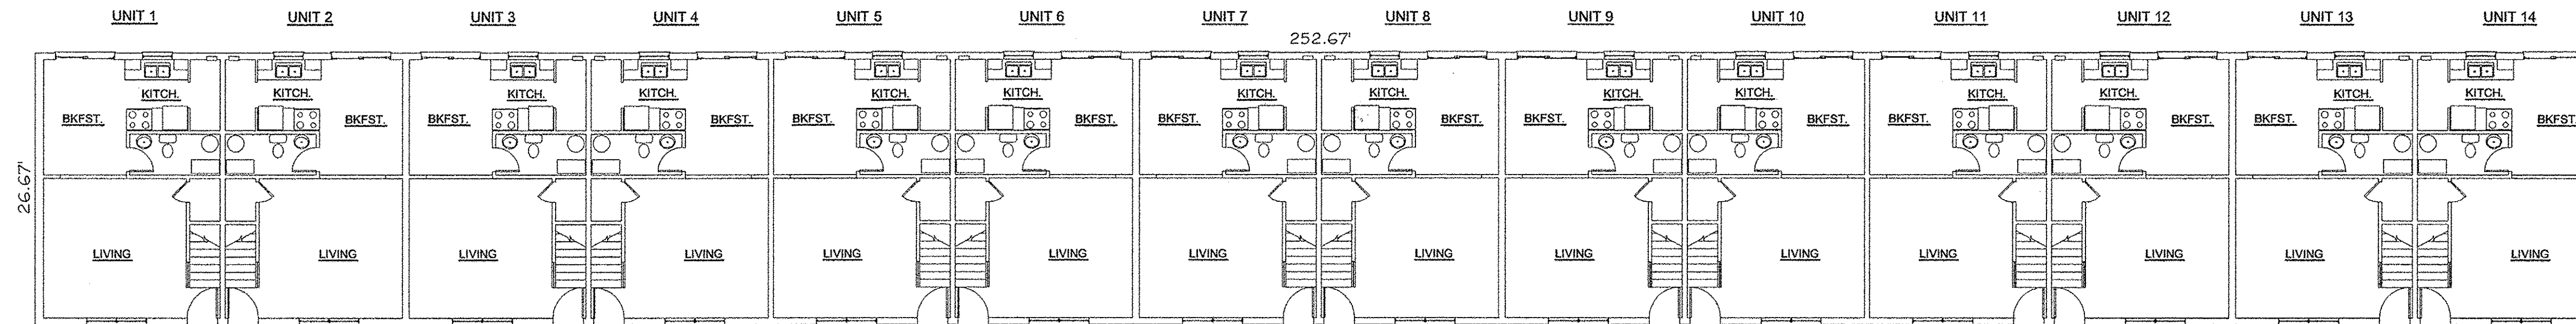 UNIT 1 UNIT 2 UNIT 3 UNIT 4 UNIT 5 UNIT 6 UNIT 7 UNIT 8 UNIT 9 UNIT 10 UNIT 11 UNIT 12 UNIT 13 UNIT 14
252.67'
KITCH. KITCH. KITCH. KITCH. KITCH. KITCH. KITCH. KITCH. KITCH. KITCH. KITCH. KITCH. KITCH. KITCH.
BKFST. BKFST. BKFST. BKFST. BKFST. BKFST. BKFST. BKFST. BKFST. BKFST. BKFST. BKFST. BKFST. BKFST
26.67'
LIVING LIVING LIVING LIVING LIVING LIVING LIVING LIVING LIVING LIVING LIVING LIVING LIVING LIVING